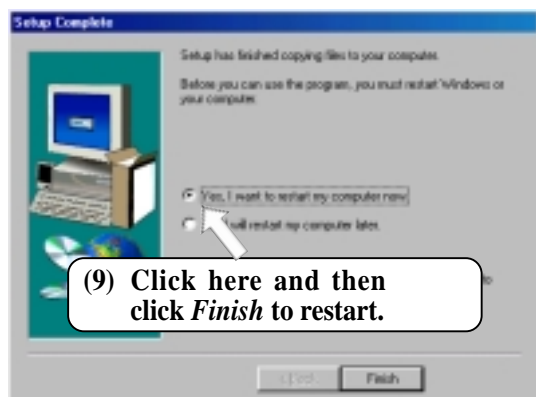 Setup Complete
Setup has finished copying files to your computer.
Before you can use the program, you must restart Windows or
your computer.
Yes, I want to restart my computer now.
I will restart my computer later.
(9) Click here and then
click Finish to restart.
to
Finish